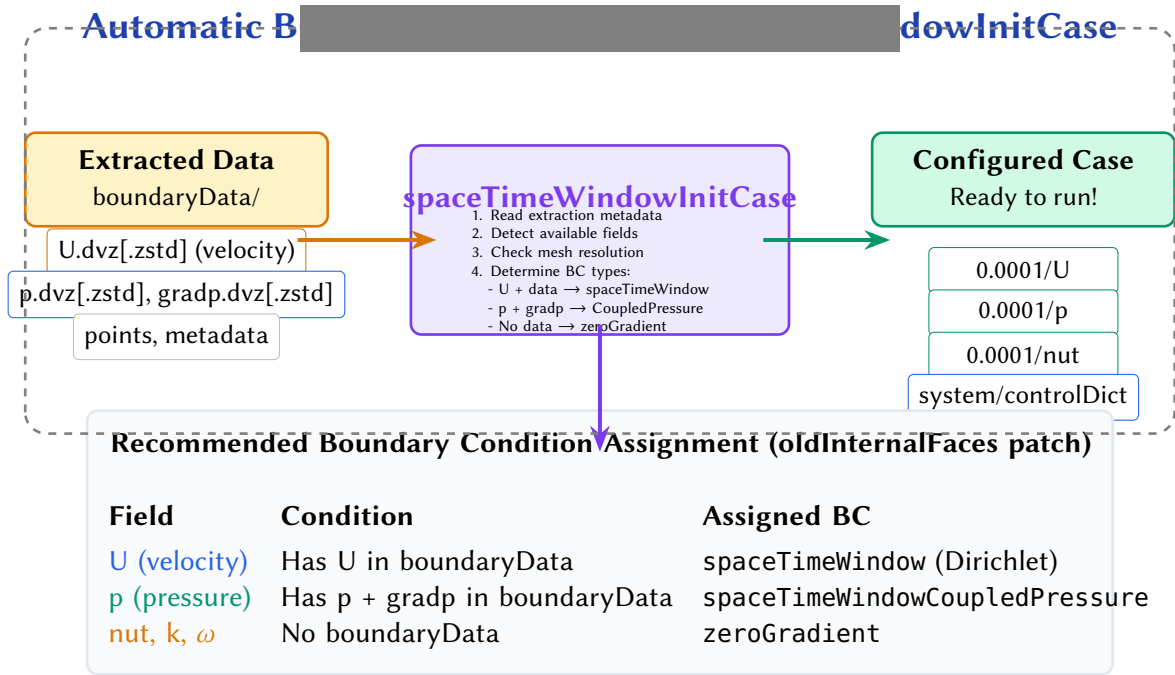 Automatic B
dowInitCase
Extracted Data
boundaryData/
U.dvz[.zstd] (velocity)
p.dvz[.zstd], gradp.dvz[.zstd]
points, metadata
spaceTimeWindowInitCase
1. Read extraction metadata
2. Detect available fields
3. Check mesh resolution
4. Determine BC types:
- U + data → spaceTimeWindow
- p + gradp → CoupledPressure
- No data → zeroGradient
Configured Case
Ready to run!
0.0001/U
0.0001/p
0.0001/nut
system/controlDict
Recommended Boundary Condition Assignment (oldInternalFaces patch)
Field Condition Assigned BC
U (velocity) Has U in boundaryData spaceTimeWindow (Dirichlet)
p (pressure) Has p + gradp in boundaryData spaceTimeWindowCoupledPressure
nut, k, ω No boundaryData zeroGradient